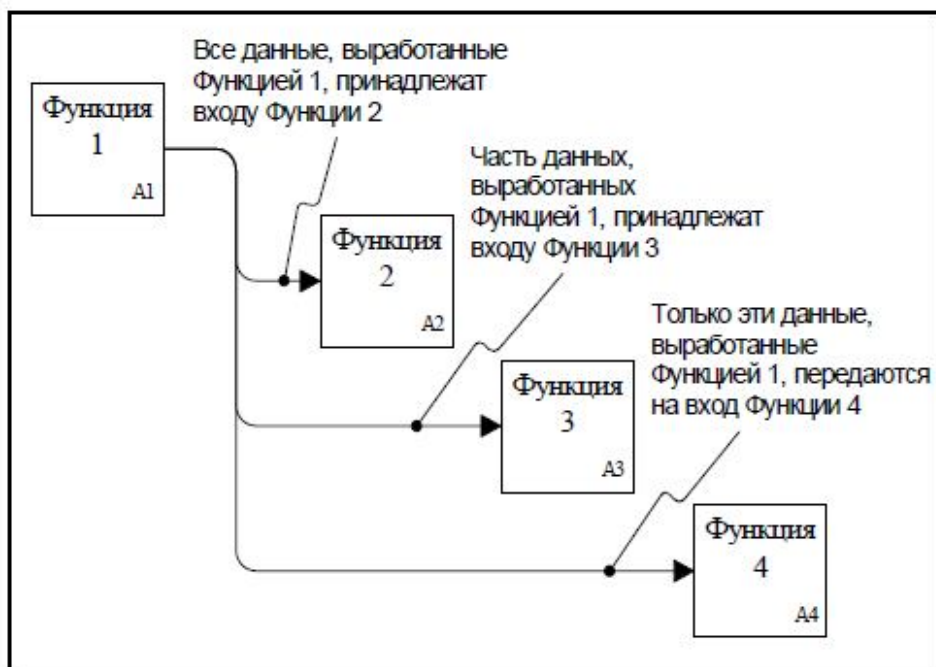 Все данные, выработанные
Функцией 1, принадлежат
входу Функции 2
Функция
1
A1
Часть данных,
выработанных
Функцией 1, принадлежат
входу Функции 3
Функция
2
A2
Только эти данные,
выработанные
Функцией 1, передаются
на вход Функции 4
Функция
3
A3
Функция
4
A4